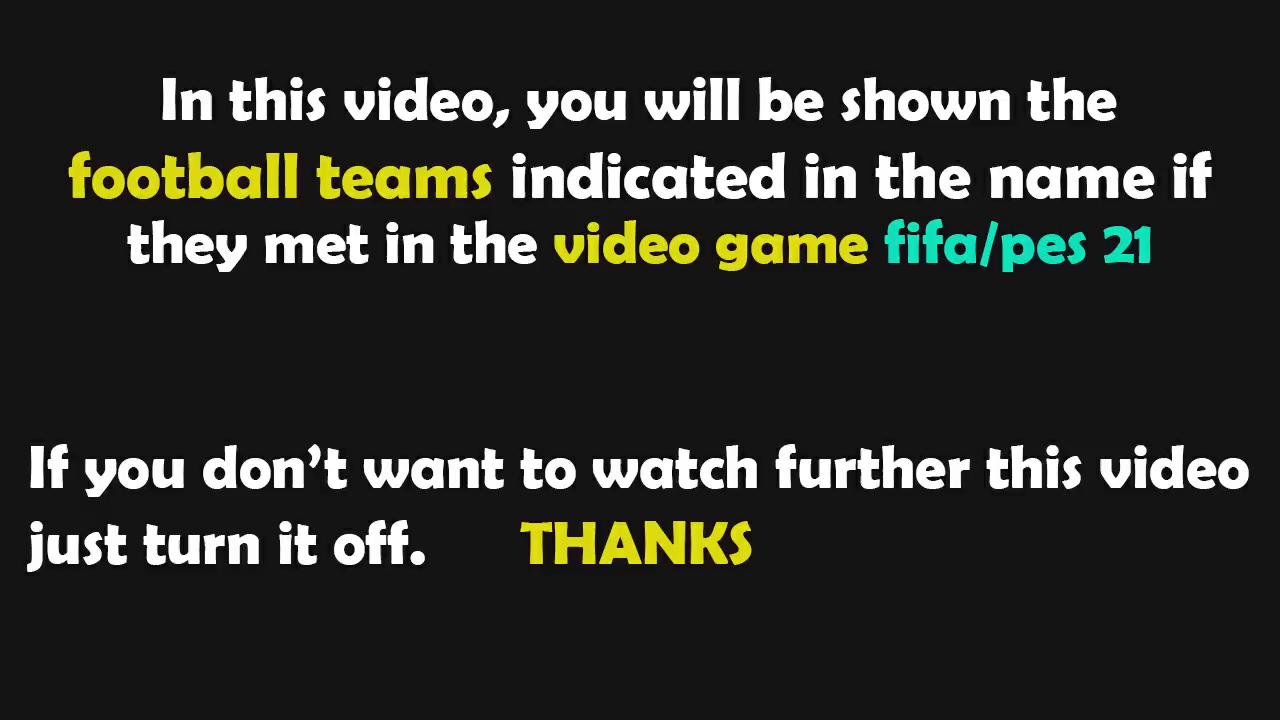 In this video, you will be shown the
football teams indicated in the name if
they met in the video game fifa/pes 21
If you don’t want to watch further this video
just turn it off. THANKS